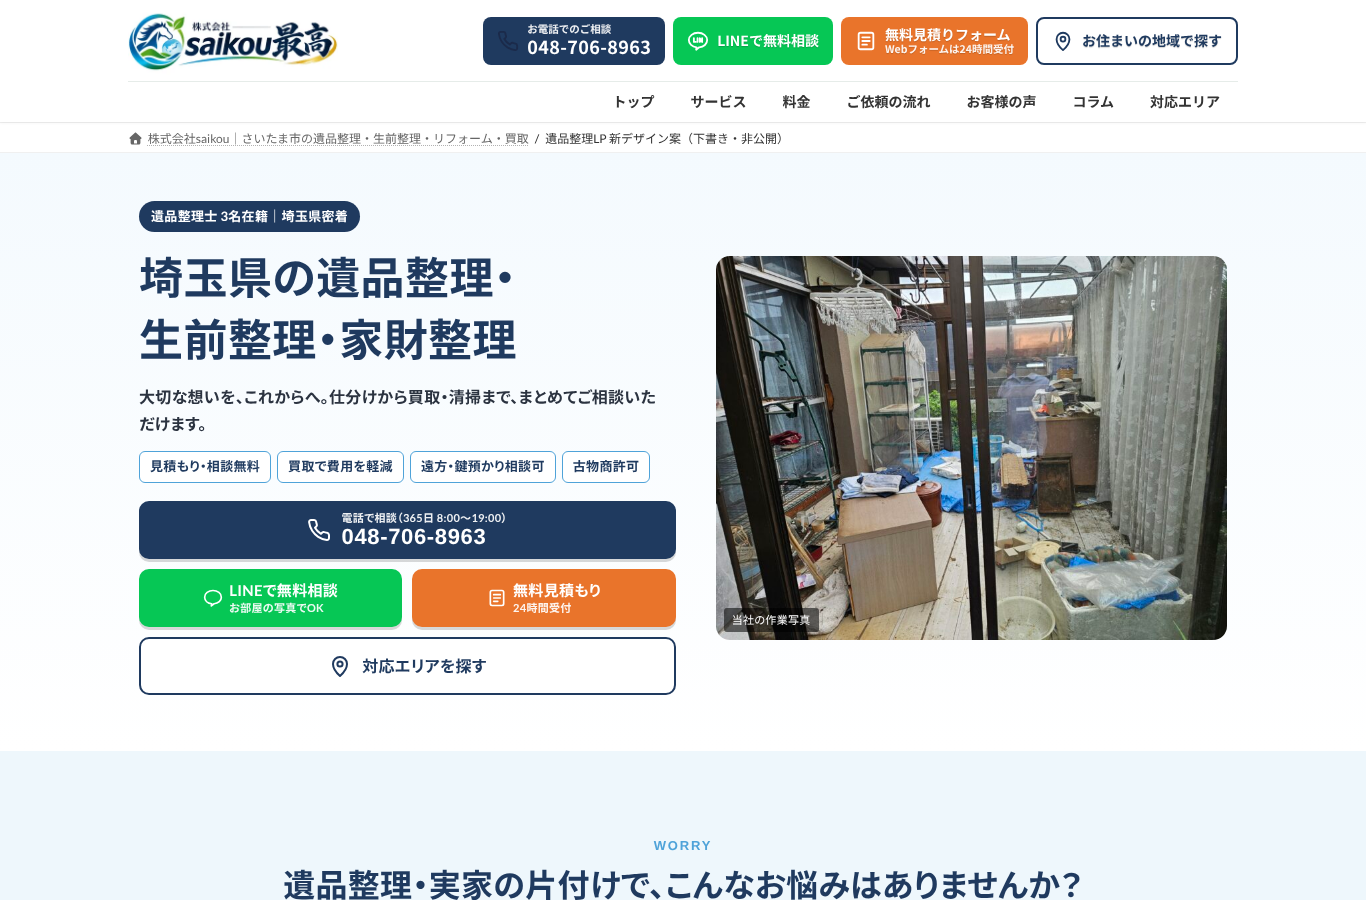 株式会社
saikou最高
お電話でのご相談
048-706-8963
LINEで無料相談
無料見積りフォーム
Webフォームは24時間受付
お住まいの地域で探す
トップ サービス 料金 ご依頼の流れ お客様の声 コラム 対応エリア
株式会社saikou｜さいたま市の遺品整理・生前整理・リフォーム・買取 / 遺品整理LP 新デザイン案（下書き・非公開）
遺品整理士 3名在籍｜埼玉県密着
埼玉県の遺品整理・
生前整理・家財整理
大切な想いを、これからへ。仕分けから買取・清掃まで、まとめてご相談いた
だけます。
見積もり・相談無料 買取で費用を軽減 遠方・鍵預かり相談可 古物商許可
電話で相談（365日 8:00〜19:00）
048-706-8963
LINEで無料相談
お部屋の写真でOK
無料見積もり
24時間受付
対応エリアを探す
当社の作業写真
WORRY
遺品整理・実家の片付けで、こんなお悩みはありませんか？